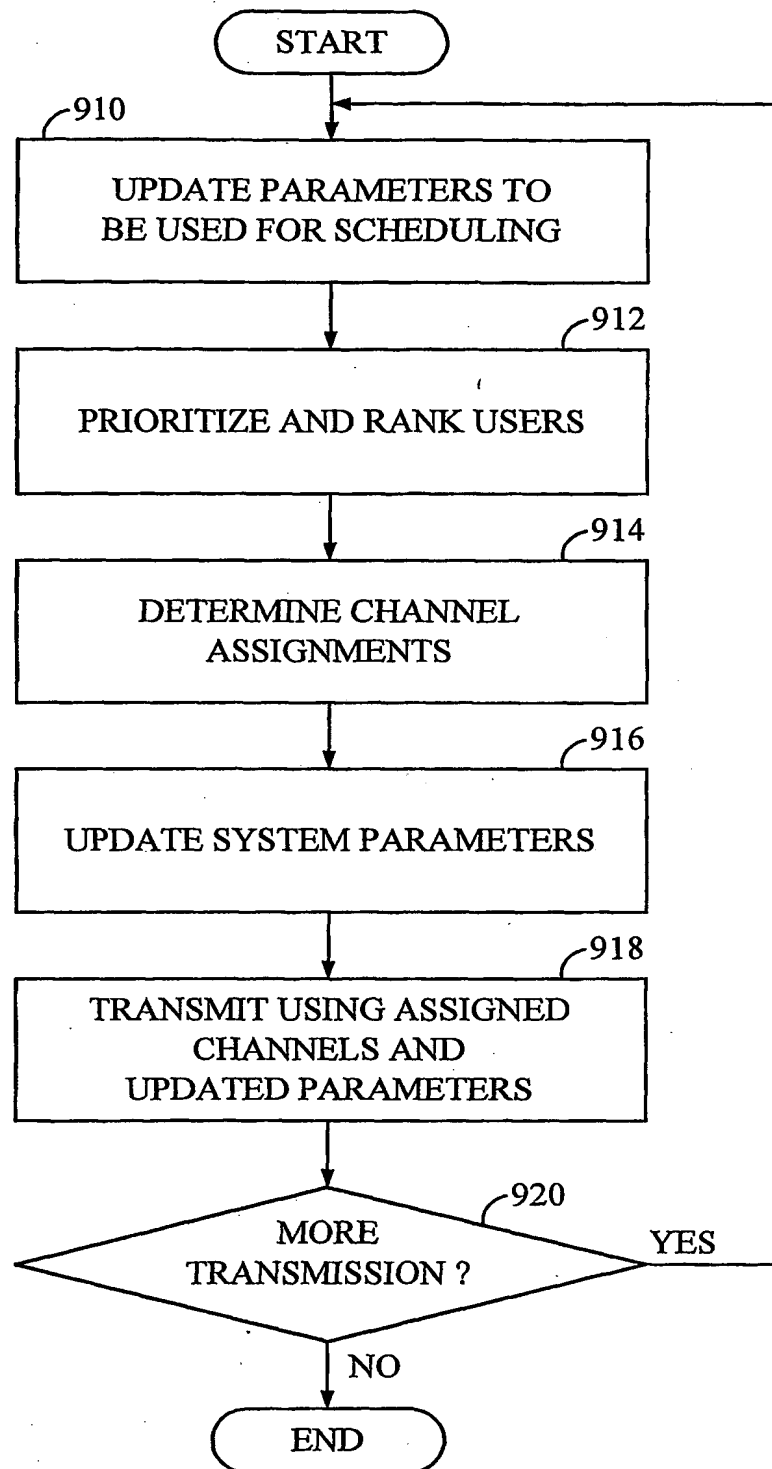 START
910
UPDATE PARAMETERS TO
BE USED FOR SCHEDULING
912
PRIORITIZE AND RANK USERS
914
DETERMINE CHANNEL
ASSIGNMENTS
916
UPDATE SYSTEM PARAMETERS
918
TRANSMIT USING ASSIGNED
CHANNELS AND
UPDATED PARAMETERS
920
MORE
TRANSMISSION ?
YES
NO
END